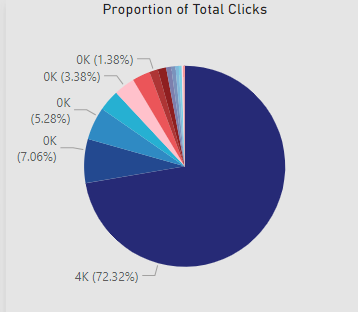 Proportion of Total Clicks
0K (1.38%)
0K (3.38%)
0K
(5.28%)
0K
(7.06%)
4K (72.32%)